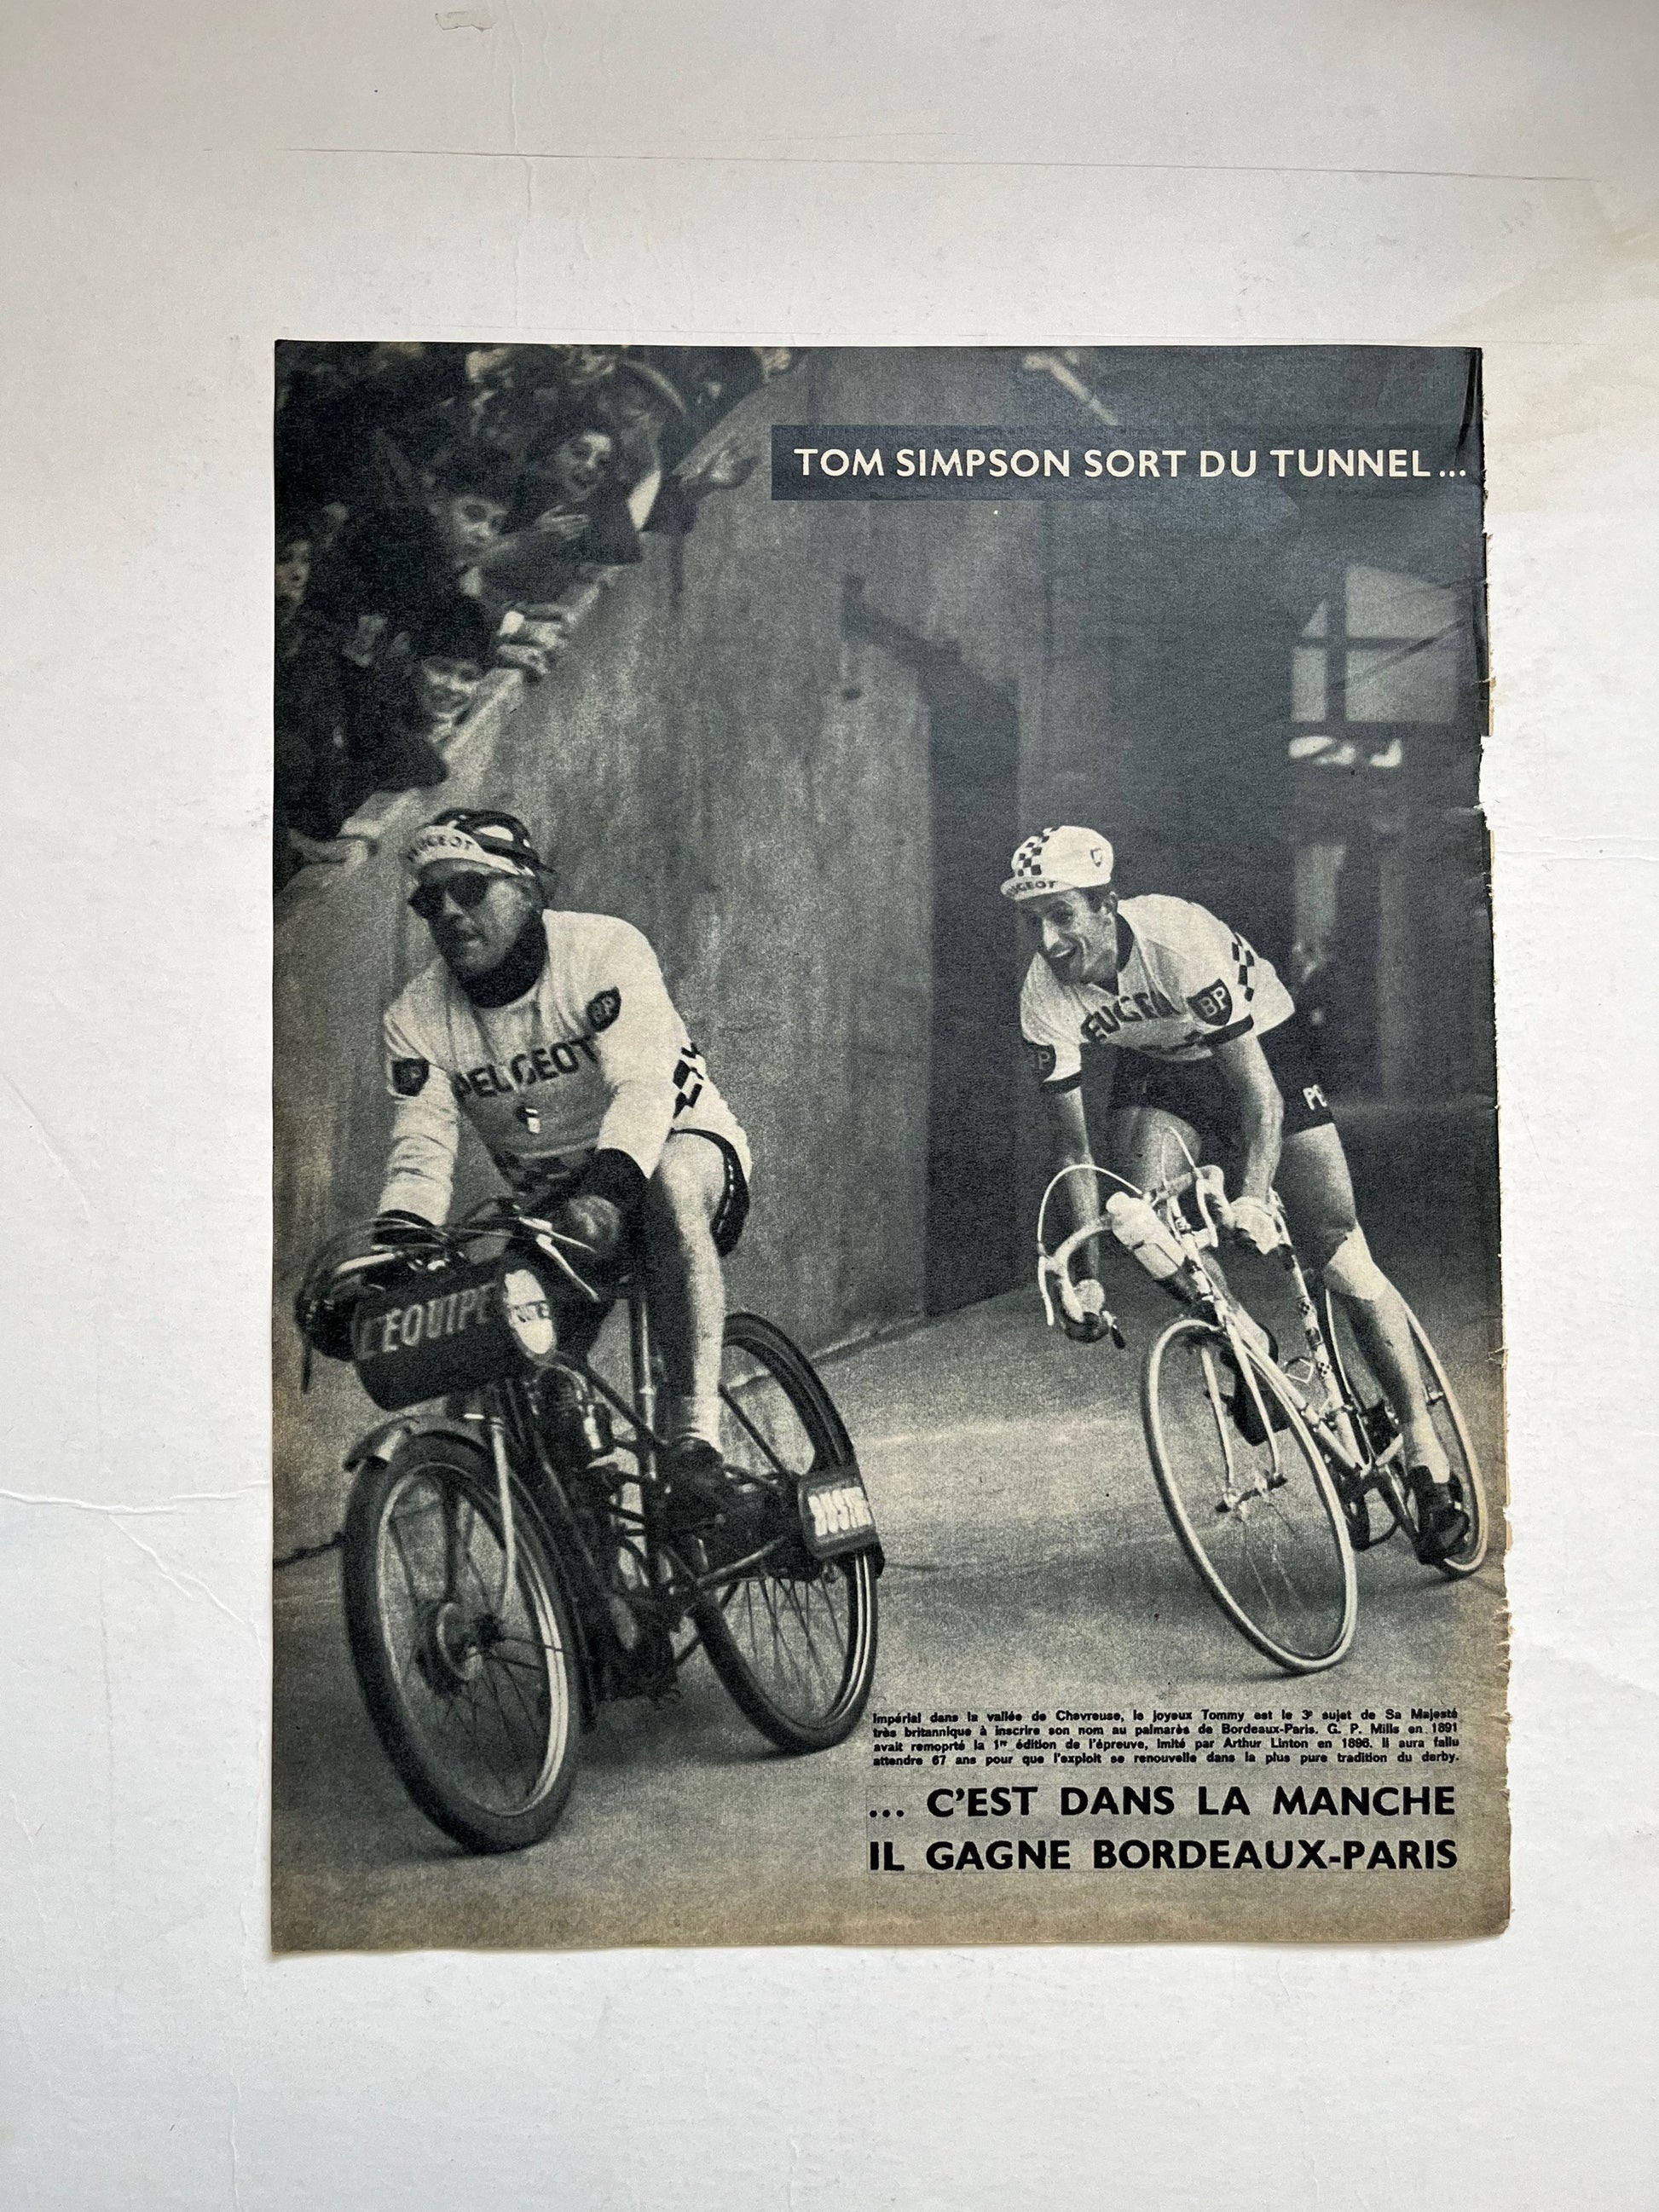 TOM SIMPSON SORT DU TUNNEL...
PEUGEOT
BP
PEUGEOT
L'EQUIPE
EUGEOT
EUGEO
BP
P
PE
Impérial dans la vallée de Chevreuse, le joyeux Tommy est le 3e sujet de Sa Majesté
très britannique à inscrire son nom au palmarès de Bordeaux-Paris. G. P. Mills en 1891
avait remoprté la 1re édition de l'épreuve, imité par Arthur Linton en 1896. Il aura fallu
attendre 67 ans pour que l'exploit se renouvelle dans la plus pure tradition du derby.
... C'EST DANS LA MANCHE
IL GAGNE BORDEAUX-PARIS